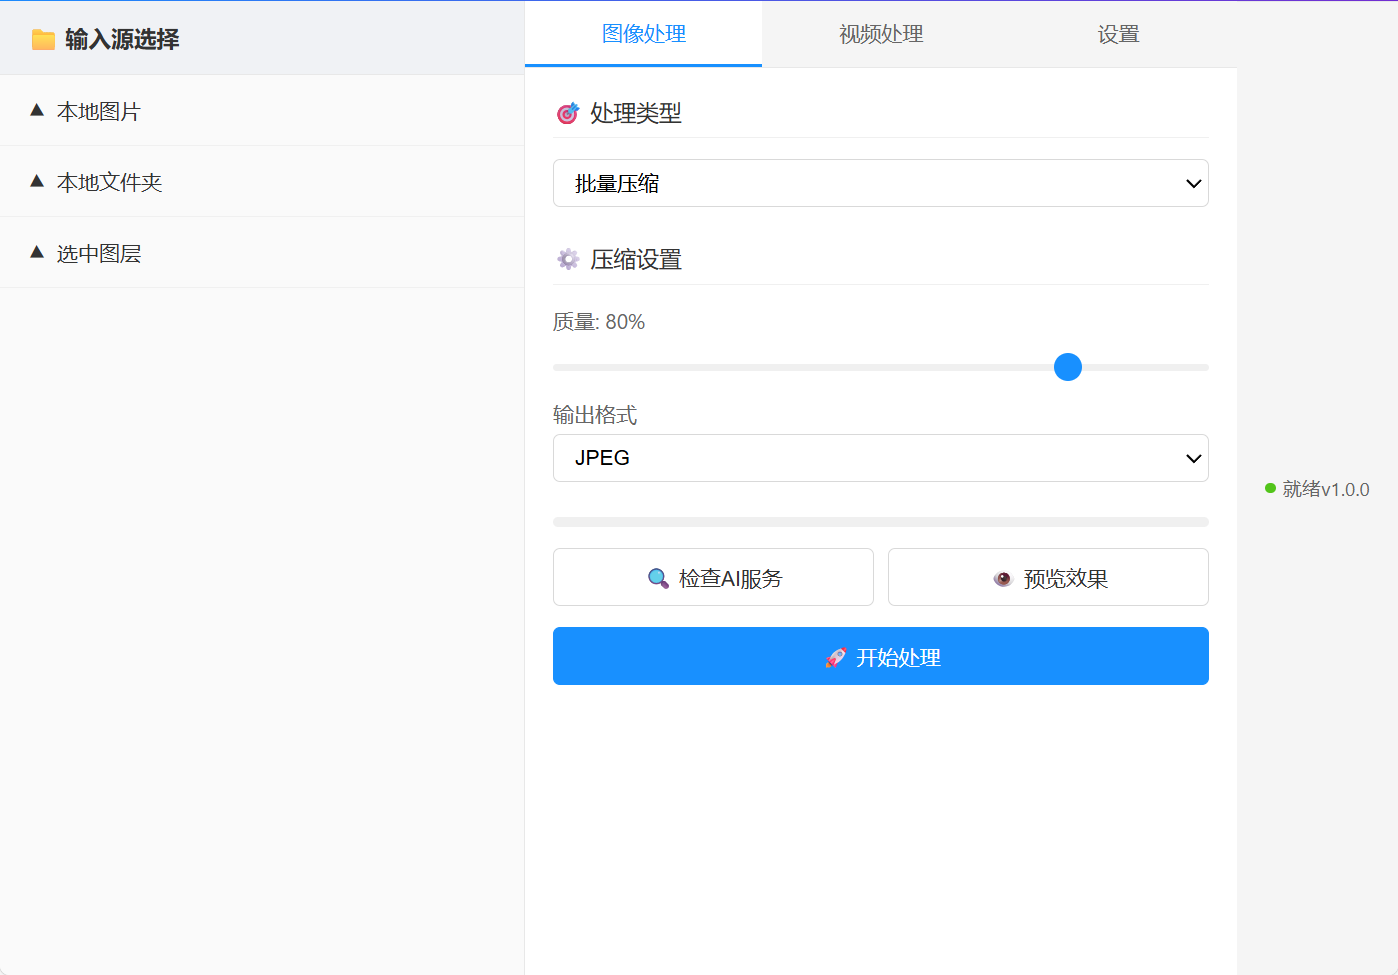 输入源选择
本地图片
本地文件夹
选中图层
图像处理 视频处理 设置
处理类型
批量压缩
压缩设置
质量: 80%
输出格式
JPEG
检查AI服务 预览效果
开始处理
就绪v1.0.0